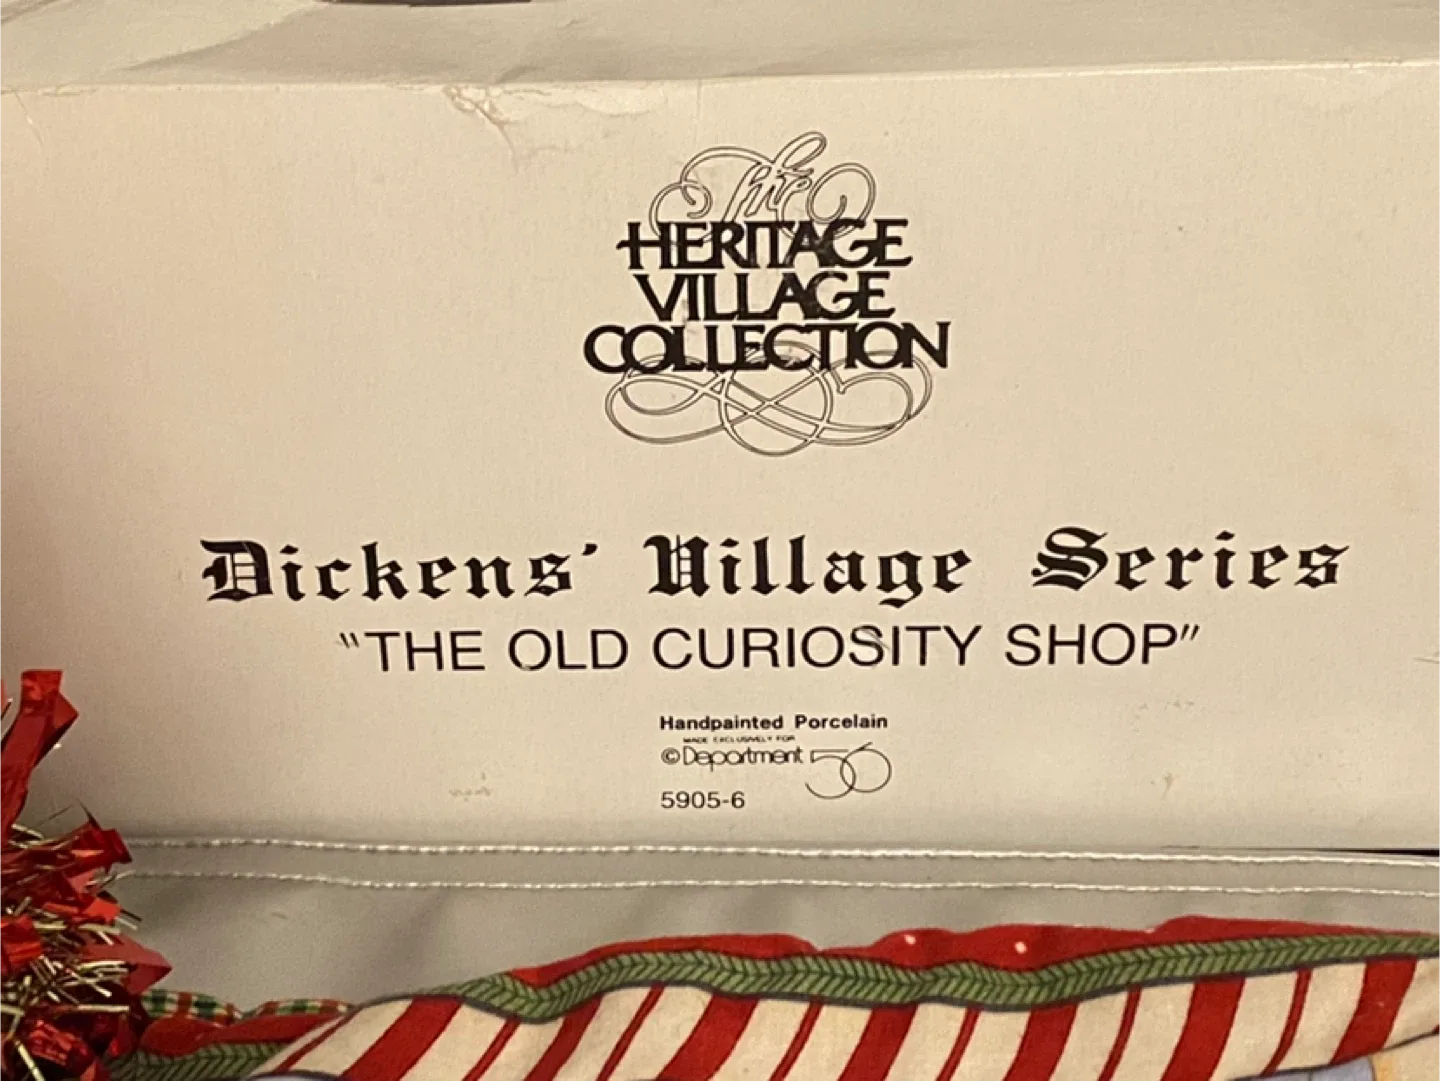 The
HERITAGE
VILLAGE
COLLECTION
Dickens' Village Series
"THE OLD CURIOSITY SHOP"
Handpainted Porcelain
MADE EXCLUSIVELY FOR
©Department 56
5905-6